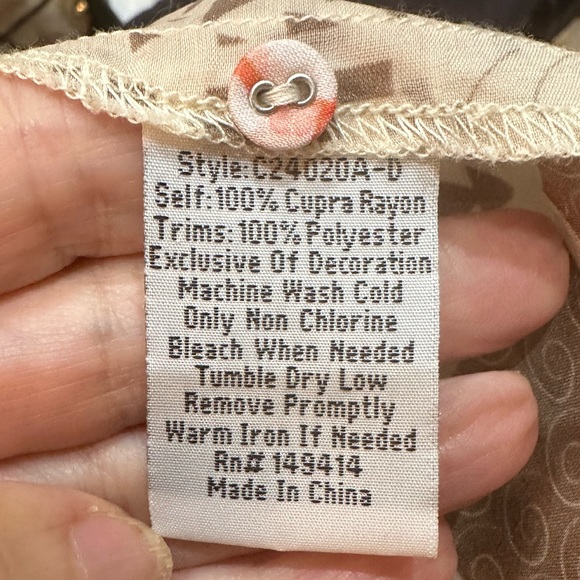 Style: C24020A-D
Self: 100% Cupra Rayon
Trims: 100% Polyester
Exclusive Of Decoration
Machine Wash Cold
Only Non Chlorine
Bleach When Needed
Tumble Dry Low
Remove Promptly
Warm Iron If Needed
Rn# 149414
Made In China